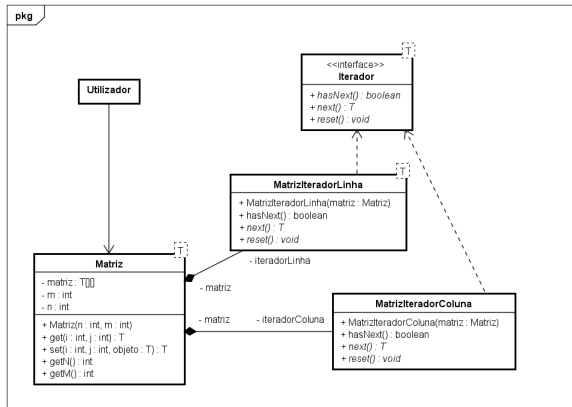 pkg
T
<<interface>>
Iterador
+ hasNext() : boolean
+ next() : T
+ reset() : void
Utilizador
T
MatrizIteradorLinha
+ MatrizIteradorLinha(matriz : Matriz)
+ hasNext() : boolean
+ next() : T
+ reset() : void
- iteradorLinha
- matriz
T
Matriz
- matriz : T[][]
- m : int
- n : int
+ Matriz(n : int, m : int)
+ get(i : int, j : int) : T
+ set(i : int, j : int, objeto : T) : T
+ getN() : int
+ getM() : int
- matriz
- iteradorColuna
MatrizIteradorColuna
+ MatrizIteradorColuna(matriz : Matriz)
+ hasNext() : boolean
+ next() : T
+ reset() : void